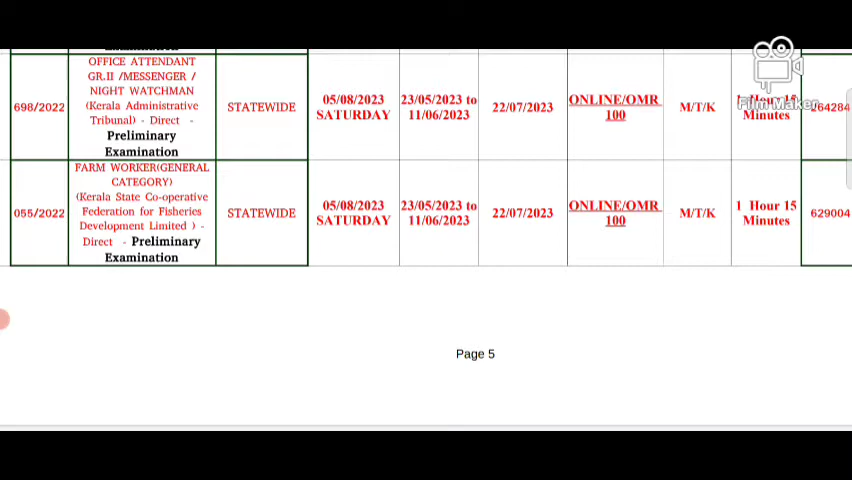 OFFICE ATTENDANT
GR.II /MESSENGER /
NIGHT WATCHMAN
(Kerala Administrative
Tribunal) - Direct -
Preliminary
Examination
698/2022
STATEWIDE
05/08/2023
SATURDAY
23/05/2023 to
11/06/2023
22/07/2023
ONLINE/OMR
100
M/T/K
Hour 15
Minutes
264284
Film Maker
FARM WORKER(GENERAL
CATEGORY)
(Kerala State Co-operative
Federation for Fisheries
Development Limited ) -
Direct - Preliminary
Examination
055/2022
STATEWIDE
05/08/2023
SATURDAY
23/05/2023 to
11/06/2023
22/07/2023
ONLINE/OMR
100
M/T/K
1 Hour 15
Minutes
629004
Page 5